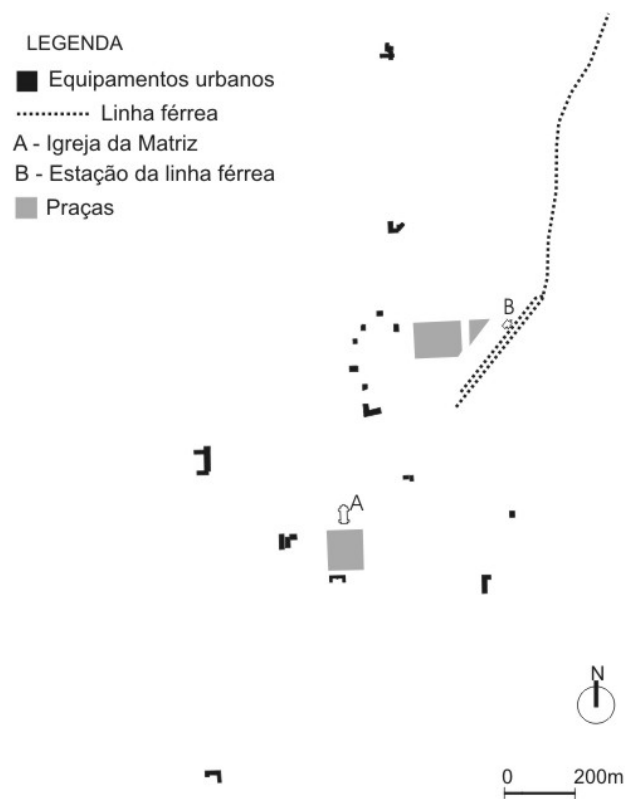 LEGENDA
Equipamentos urbanos
Linha férrea
A - Igreja da Matriz
B - Estação da linha férrea
Praças
B
A
N
0 200m